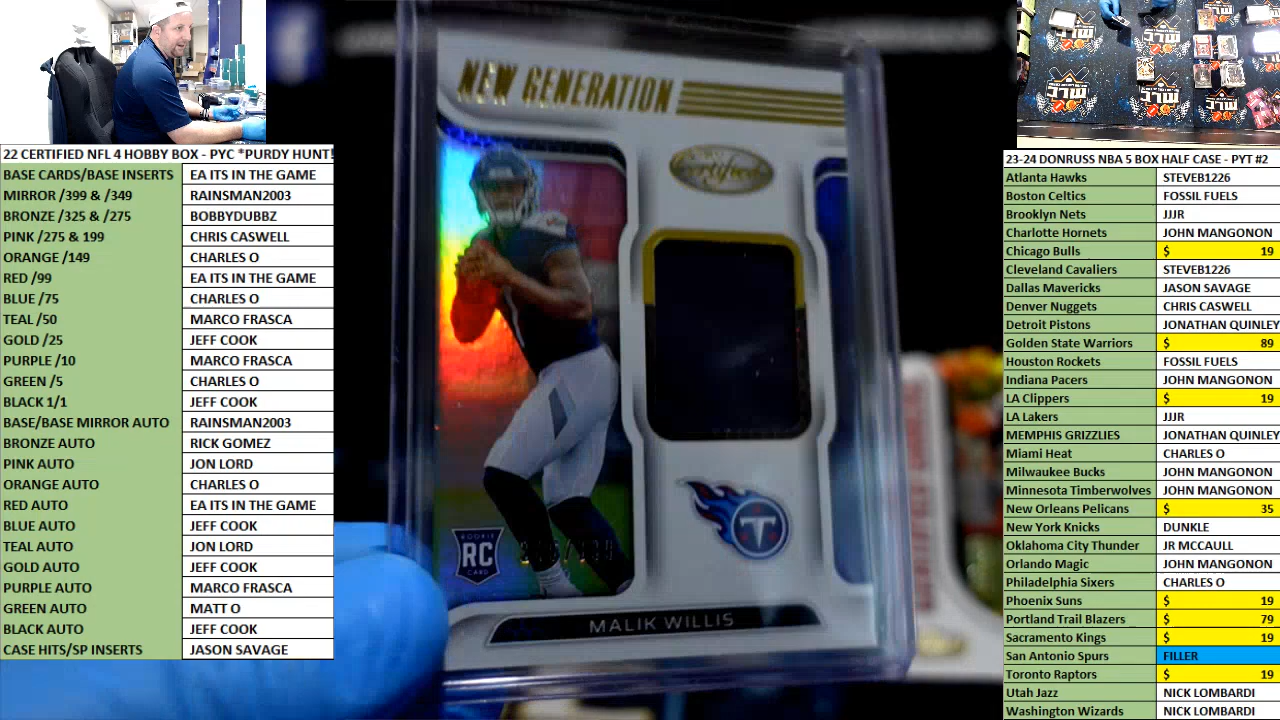 22 CERTIFIED NFL 4 HOBBY BOX - PYC *PURDY HUNT!
BASE CARDS/BASE INSERTS EA ITS IN THE GAME
MIRROR /399 & /349 RAINSMAN2003
BRONZE /325 & /275 BOBBYDUBBZ
PINK /275 & 199 CHRIS CASWELL
ORANGE /149 CHARLES O
RED /99 EA ITS IN THE GAME
BLUE /75 CHARLES O
TEAL /50 MARCO FRASCA
GOLD /25 JEFF COOK
PURPLE /10 MARCO FRASCA
GREEN /5 CHARLES O
BLACK 1/1 JEFF COOK
BASE/BASE MIRROR AUTO RAINSMAN2003
BRONZE AUTO RICK GOMEZ
PINK AUTO JON LORD
ORANGE AUTO CHARLES O
RED AUTO EA ITS IN THE GAME
BLUE AUTO JEFF COOK
TEAL AUTO JON LORD
GOLD AUTO JEFF COOK
PURPLE AUTO MARCO FRASCA
GREEN AUTO MATT O
BLACK AUTO JEFF COOK
CASE HITS/SP INSERTS JASON SAVAGE
NEW GENERATION
Certified
T
ROOKIE
RC
CARD
MALIK WILLIS
23-24 DONRUSS NBA 5 BOX HALF CASE - PYT #2
Atlanta Hawks STEVEB1226
Boston Celtics FOSSIL FUELS
Brooklyn Nets JJJR
Charlotte Hornets JOHN MANGONON
Chicago Bulls $ 19
Cleveland Cavaliers STEVEB1226
Dallas Mavericks JASON SAVAGE
Denver Nuggets CHRIS CASWELL
Detroit Pistons JONATHAN QUINLEY
Golden State Warriors $ 89
Houston Rockets FOSSIL FUELS
Indiana Pacers JOHN MANGONON
LA Clippers $ 19
LA Lakers JJJR
MEMPHIS GRIZZLIES JONATHAN QUINLEY
Miami Heat CHARLES O
Milwaukee Bucks JOHN MANGONON
Minnesota Timberwolves JOHN MANGONON
New Orleans Pelicans $ 35
New York Knicks DUNKLE
Oklahoma City Thunder JR MCCAULL
Orlando Magic JOHN MANGONON
Philadelphia Sixers CHARLES O
Phoenix Suns $ 19
Portland Trail Blazers $ 79
Sacramento Kings $ 19
San Antonio Spurs FILLER
Toronto Raptors $ 19
Utah Jazz NICK LOMBARDI
Washington Wizards NICK LOMBARDI